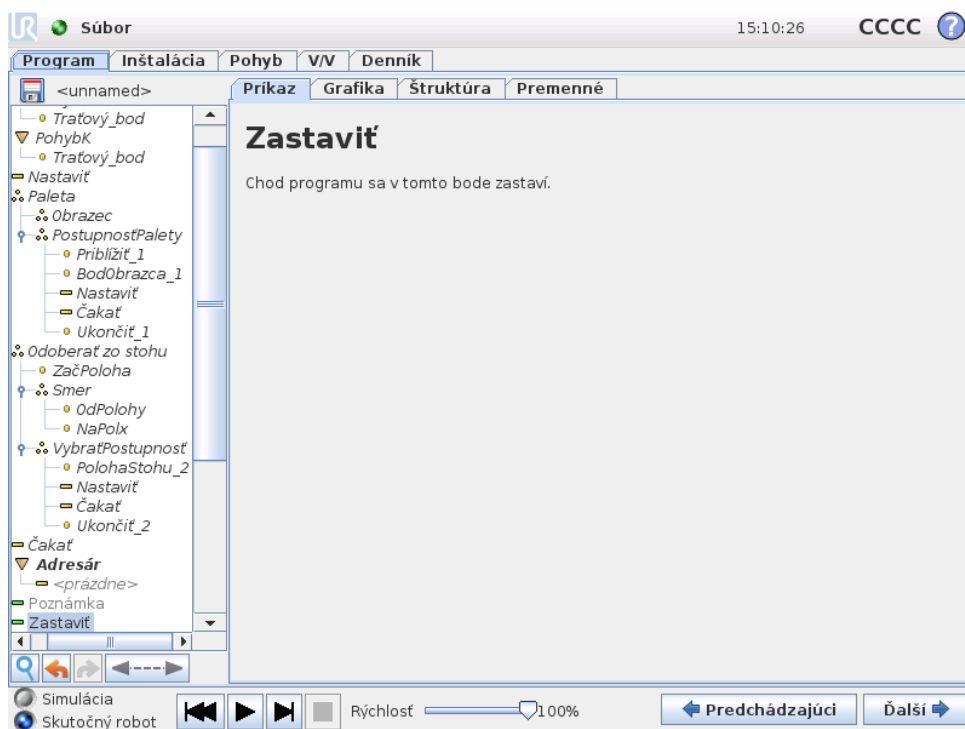 UR Súbor 15:10:26 CCCC ?
Program Inštalácia Pohyb V/V Denník
<unnamed>
Príkaz Grafika Štruktúra Premenné
Traťový_bod
PohybK
Traťový_bod
Nastaviť
Paleta
Obrazec
PostupnosťPalety
Priblížiť_1
BodObrazca_1
Nastaviť
Čakať
Ukončiť_1
Odoberať zo stohu
ZačPoloha
Smer
OdPolohy
NaPolx
VybraťPostupnosť
PolohaStohu_2
Nastaviť
Čakať
Ukončiť_2
Čakať
Adresár
<prázdne>
Poznámka
Zastaviť
Zastaviť
Chod programu sa v tomto bode zastaví.
Simulácia
Skutočný robot
Rýchlosť 100%
Predchádzajúci Ďalší